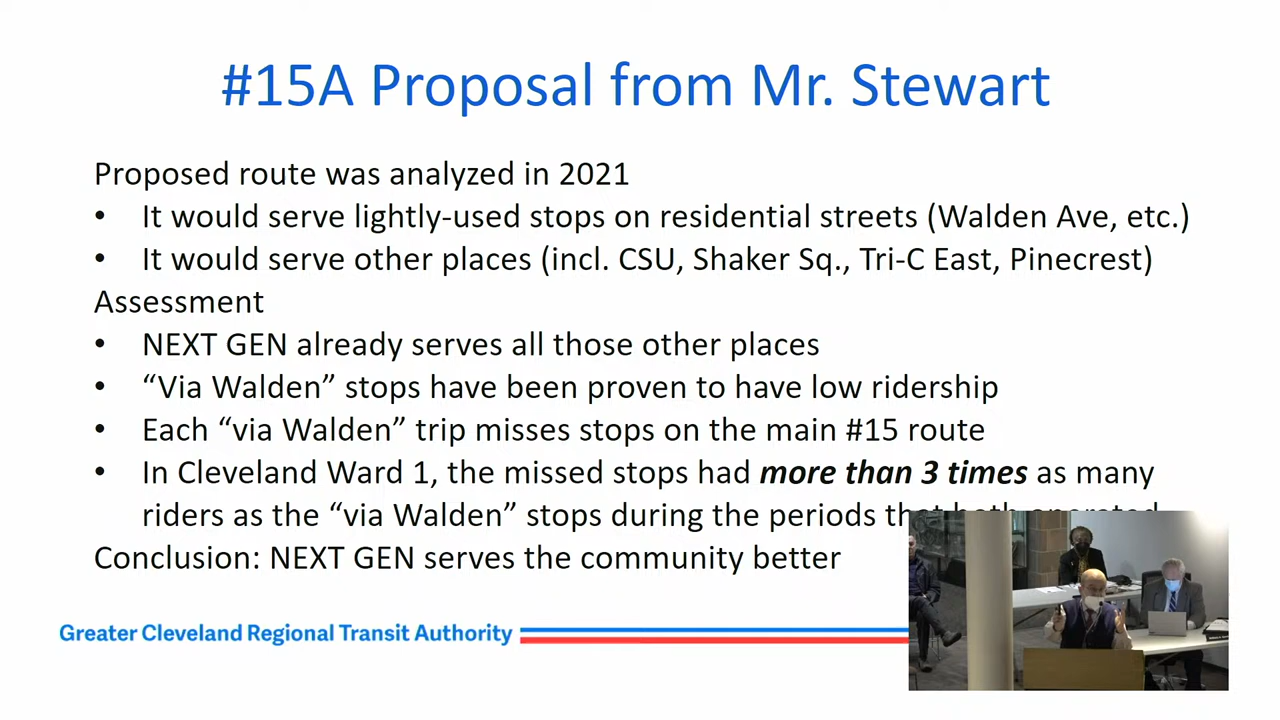 #15A Proposal from Mr. Stewart
Proposed route was analyzed in 2021
• It would serve lightly-used stops on residential streets (Walden Ave, etc.)
• It would serve other places (incl. CSU, Shaker Sq., Tri-C East, Pinecrest)
Assessment
• NEXT GEN already serves all those other places
• “Via Walden” stops have been proven to have low ridership
• Each “via Walden” trip misses stops on the main #15 route
• In Cleveland Ward 1, the missed stops had more than 3 times as many
riders as the “via Walden” stops during the periods that both operated
Conclusion: NEXT GEN serves the community better
Greater Cleveland Regional Transit Authority